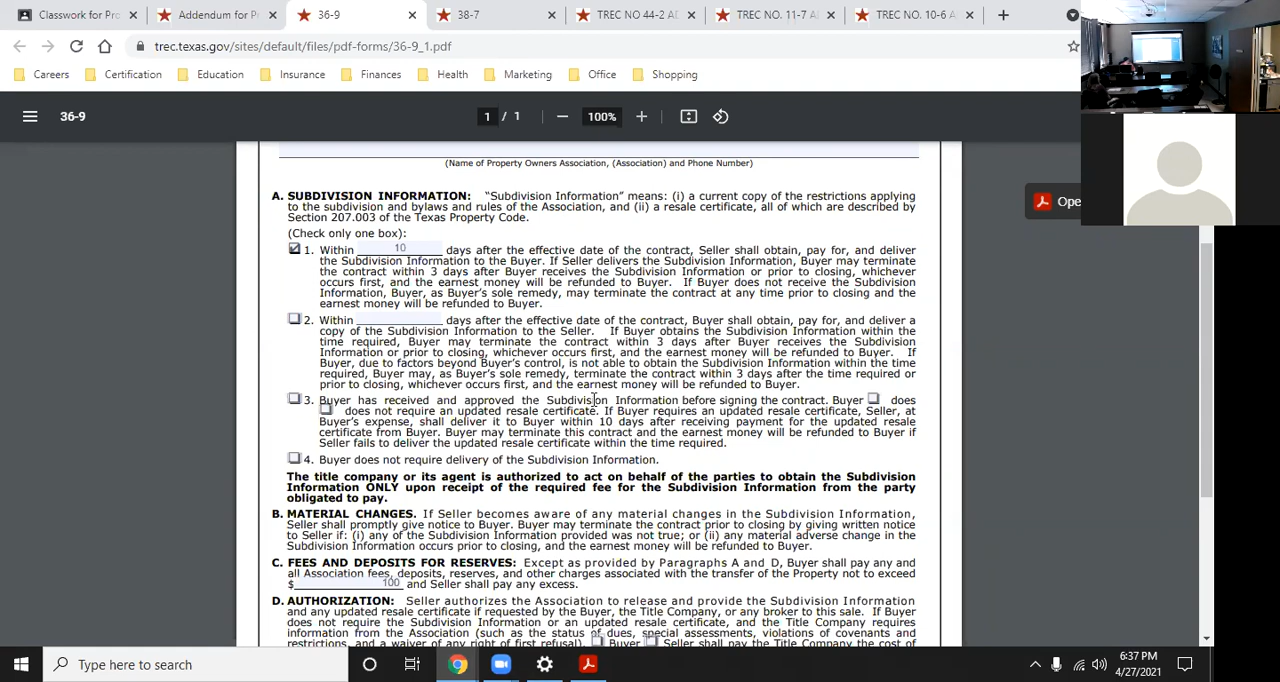 Classwork for Pro
Addendum for P
36-9
38-7
TREC NO 44-2 AD
TREC NO. 11-7 AD
TREC NO. 10-6 A
trec.texas.gov/sites/default/files/pdf-forms/36-9_1.pdf
Careers Certification Education Insurance Finances Health Marketing Office Shopping
36-9
1 / 1
100%
Ope
(Name of Property Owners Association, (Association) and Phone Number)
A. SUBDIVISION INFORMATION: "Subdivision Information" means: (i) a current copy of the restrictions applying
to the subdivision and bylaws and rules of the Association, and (ii) a resale certificate, all of which are described by
Section 207.003 of the Texas Property Code.
(Check only one box):
1. Within 10 days after the effective date of the contract, Seller shall obtain, pay for, and deliver
the Subdivision Information to the Buyer. If Seller delivers the Subdivision Information, Buyer may terminate
the contract within 3 days after Buyer receives the Subdivision Information or prior to closing, whichever
occurs first, and the earnest money will be refunded to Buyer. If Buyer does not receive the Subdivision
Information, Buyer, as Buyer's sole remedy, may terminate the contract at any time prior to closing and the
earnest money will be refunded to Buyer.
2. Within days after the effective date of the contract, Buyer shall obtain, pay for, and deliver a
copy of the Subdivision Information to the Seller. If Buyer obtains the Subdivision Information within the
time required, Buyer may terminate the contract within 3 days after Buyer receives the Subdivision
Information or prior to closing, whichever occurs first, and the earnest money will be refunded to Buyer. If
Buyer, due to factors beyond Buyer's control, is not able to obtain the Subdivision Information within the time
required, Buyer may, as Buyer's sole remedy, terminate the contract within 3 days after the time required or
prior to closing, whichever occurs first, and the earnest money will be refunded to Buyer.
3. Buyer has received and approved the Subdivision Information before signing the contract. Buyer does
does not require an updated resale certificate. If Buyer requires an updated resale certificate, Seller, at
Buyer's expense, shall deliver it to Buyer within 10 days after receiving payment for the updated resale
certificate from Buyer. Buyer may terminate this contract and the earnest money will be refunded to Buyer if
Seller fails to deliver the updated resale certificate within the time required.
4. Buyer does not require delivery of the Subdivision Information.
The title company or its agent is authorized to act on behalf of the parties to obtain the Subdivision
Information ONLY upon receipt of the required fee for the Subdivision Information from the party
obligated to pay.
B. MATERIAL CHANGES. If Seller becomes aware of any material changes in the Subdivision Information,
Seller shall promptly give notice to Buyer. Buyer may terminate the contract prior to closing by giving written notice
to Seller if: (i) any of the Subdivision Information provided was not true; or (ii) any material adverse change in the
Subdivision Information occurs prior to closing, and the earnest money will be refunded to Buyer.
C. FEES AND DEPOSITS FOR RESERVES: Except as provided by Paragraphs A and D, Buyer shall pay any and
all Association fees, deposits, reserves, and other charges associated with the transfer of the Property not to exceed
$ 100 and Seller shall pay any excess.
D. AUTHORIZATION: Seller authorizes the Association to release and provide the Subdivision Information
and any updated resale certificate if requested by the Buyer, the Title Company, or any broker to this sale. If Buyer
does not require the Subdivision Information or an updated resale certificate, and the Title Company requires
information from the Association (such as the status of dues, special assessments, violations of covenants and
restrictions, and a waiver of any right of first refusal), Buyer Seller shall pay the Title Company the cost of
Type here to search
6:37 PM
4/27/2021